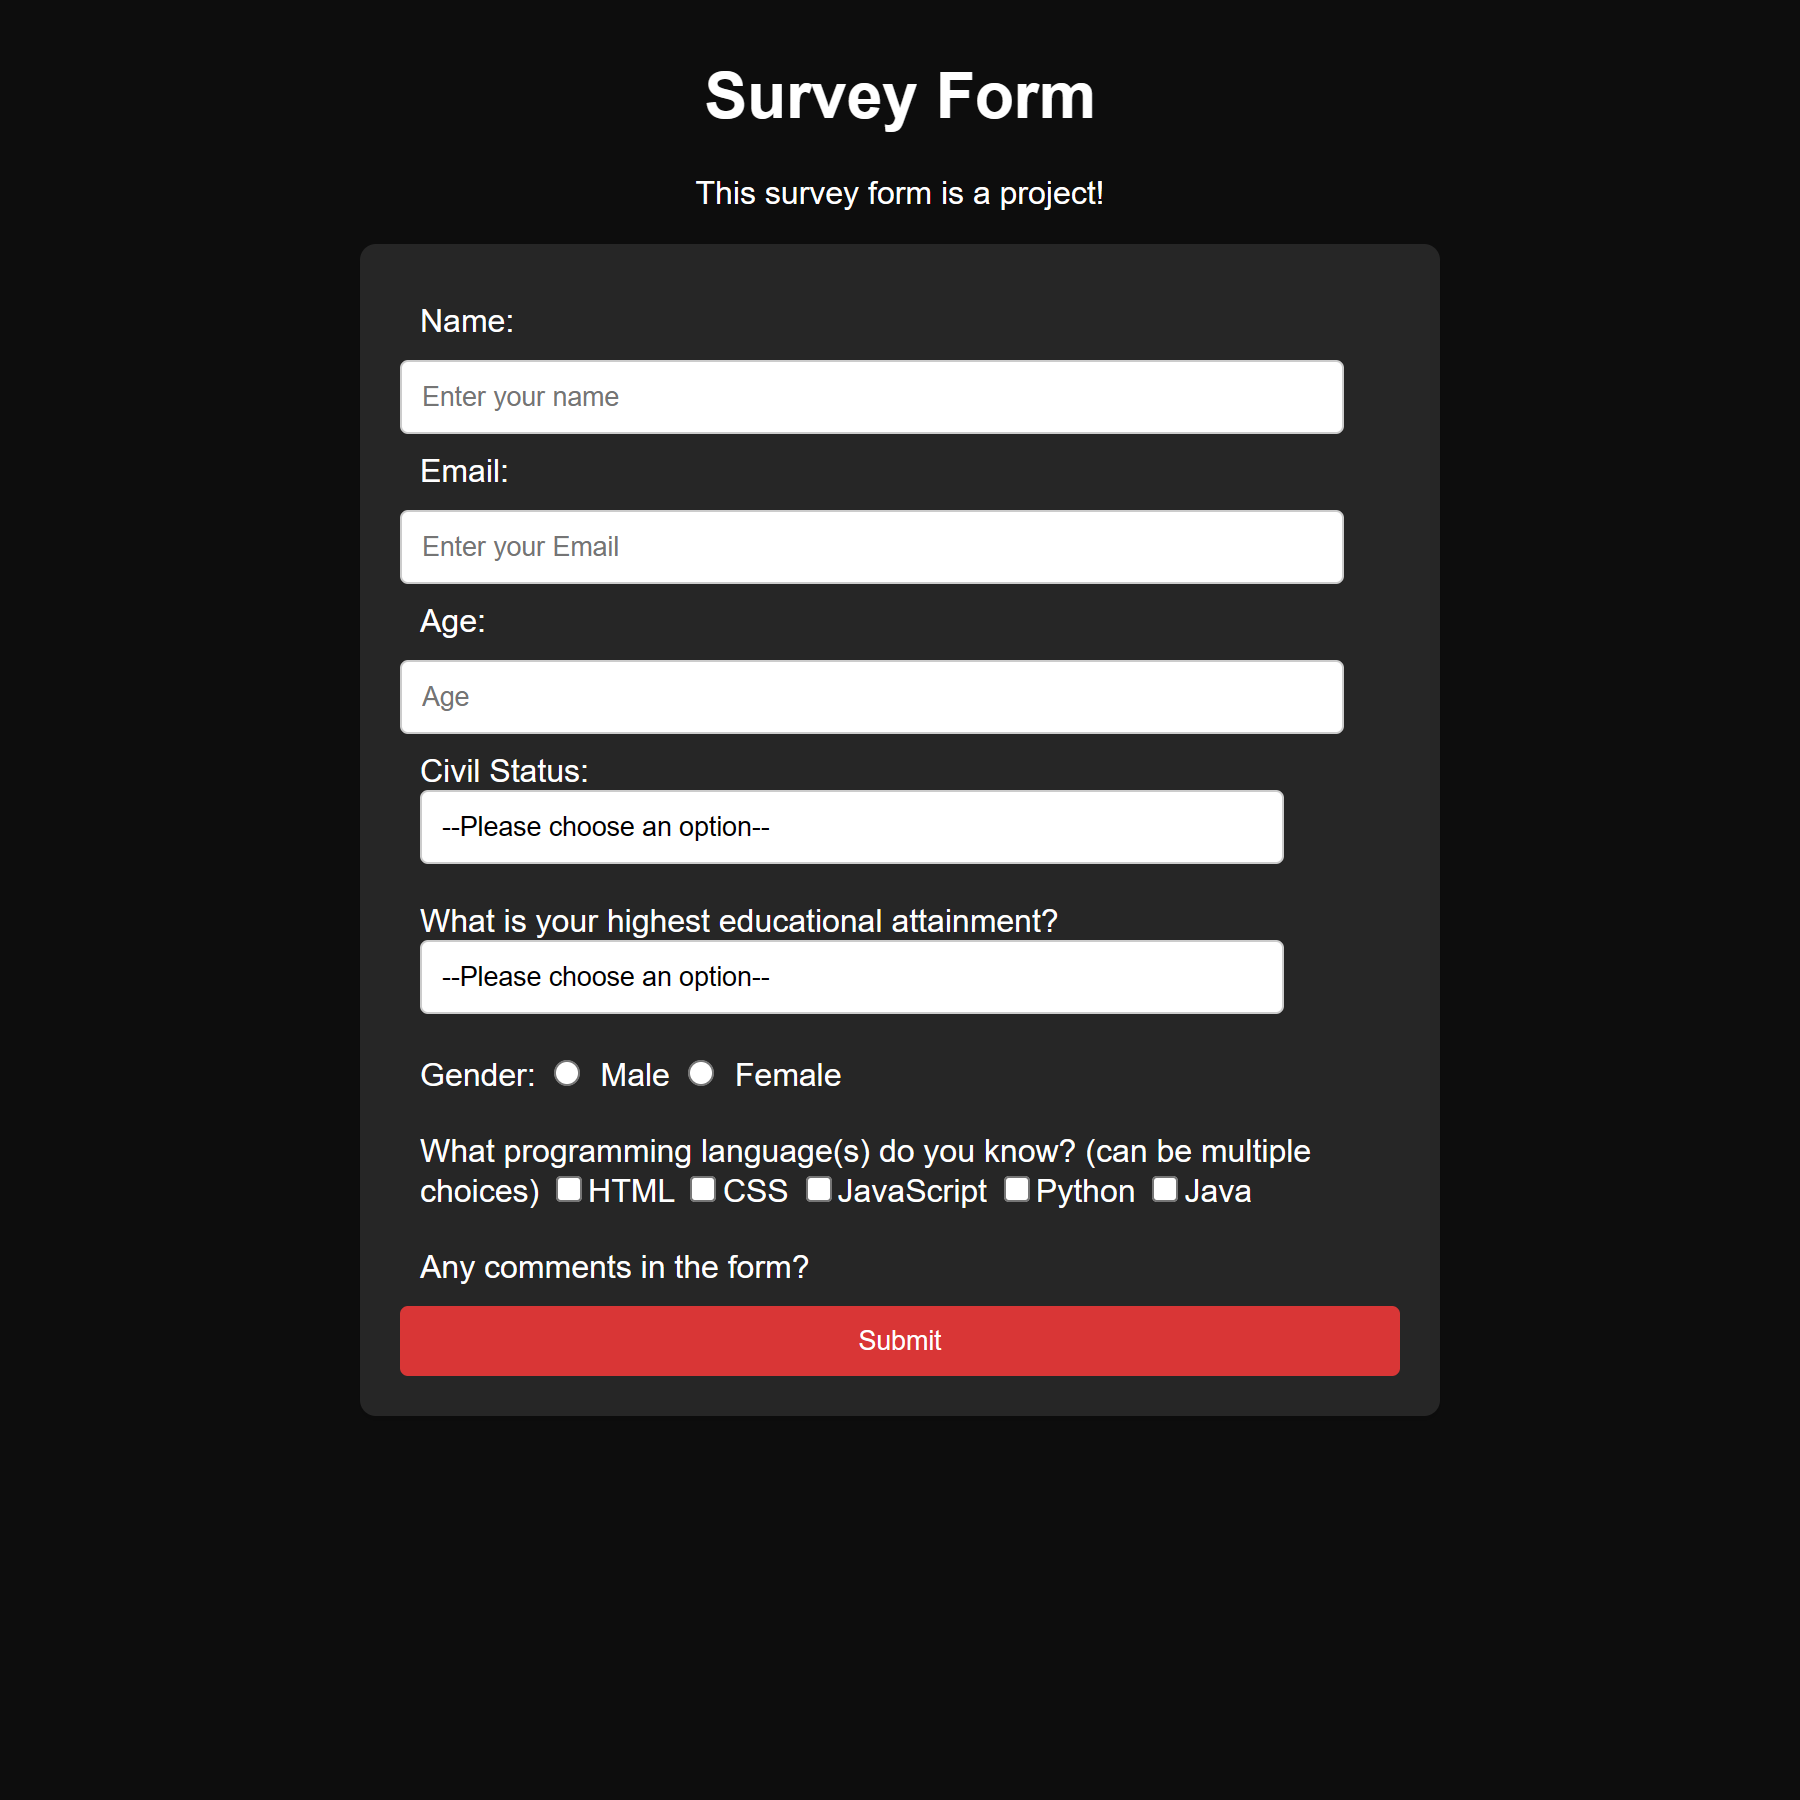 Survey Form
This survey form is a project!
Name:
Enter your name
Email:
Enter your Email
Age:
Age
Civil Status:
--Please choose an option--
What is your highest educational attainment?
--Please choose an option--
Gender: Male Female
What programming language(s) do you know? (can be multiple
choices) HTML CSS JavaScript Python Java
Any comments in the form?
Submit